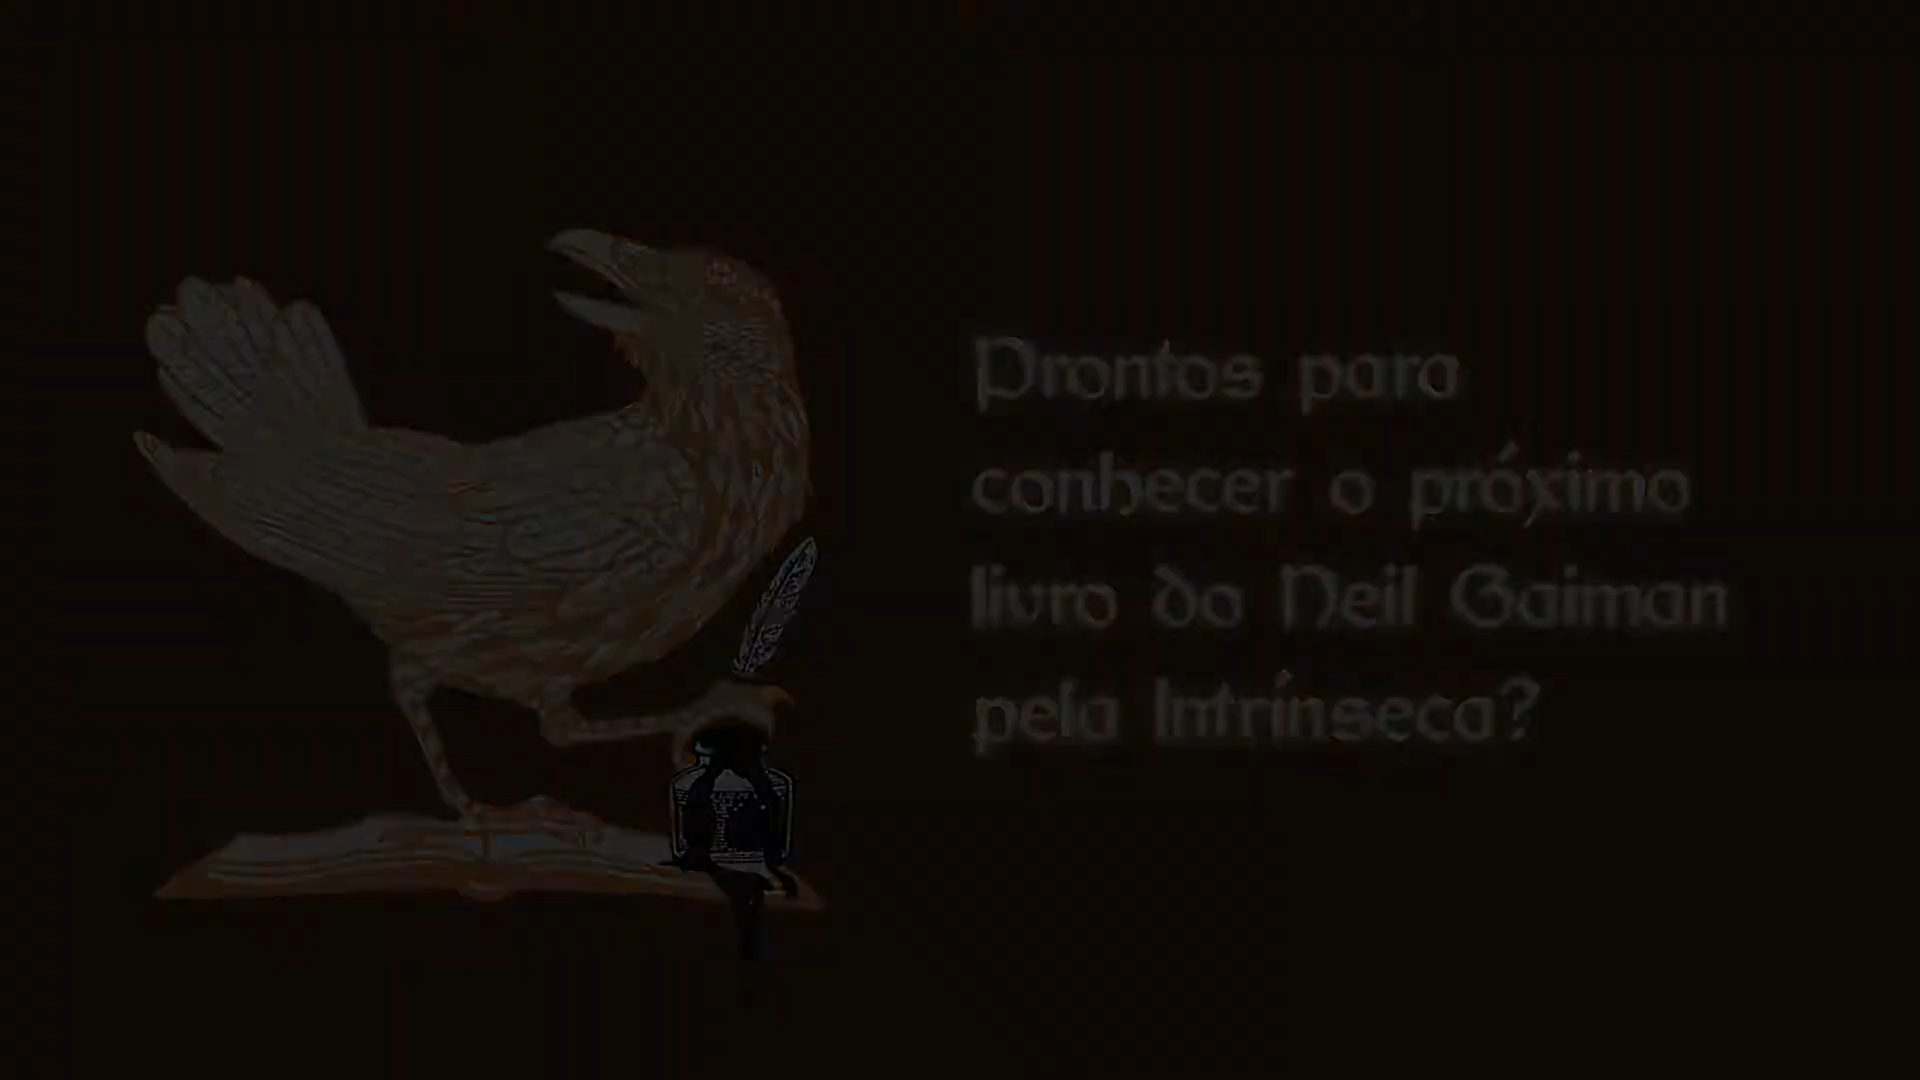 Prontos para
conhecer o próximo
livro do Neil Gaiman
pela Intrínseca?